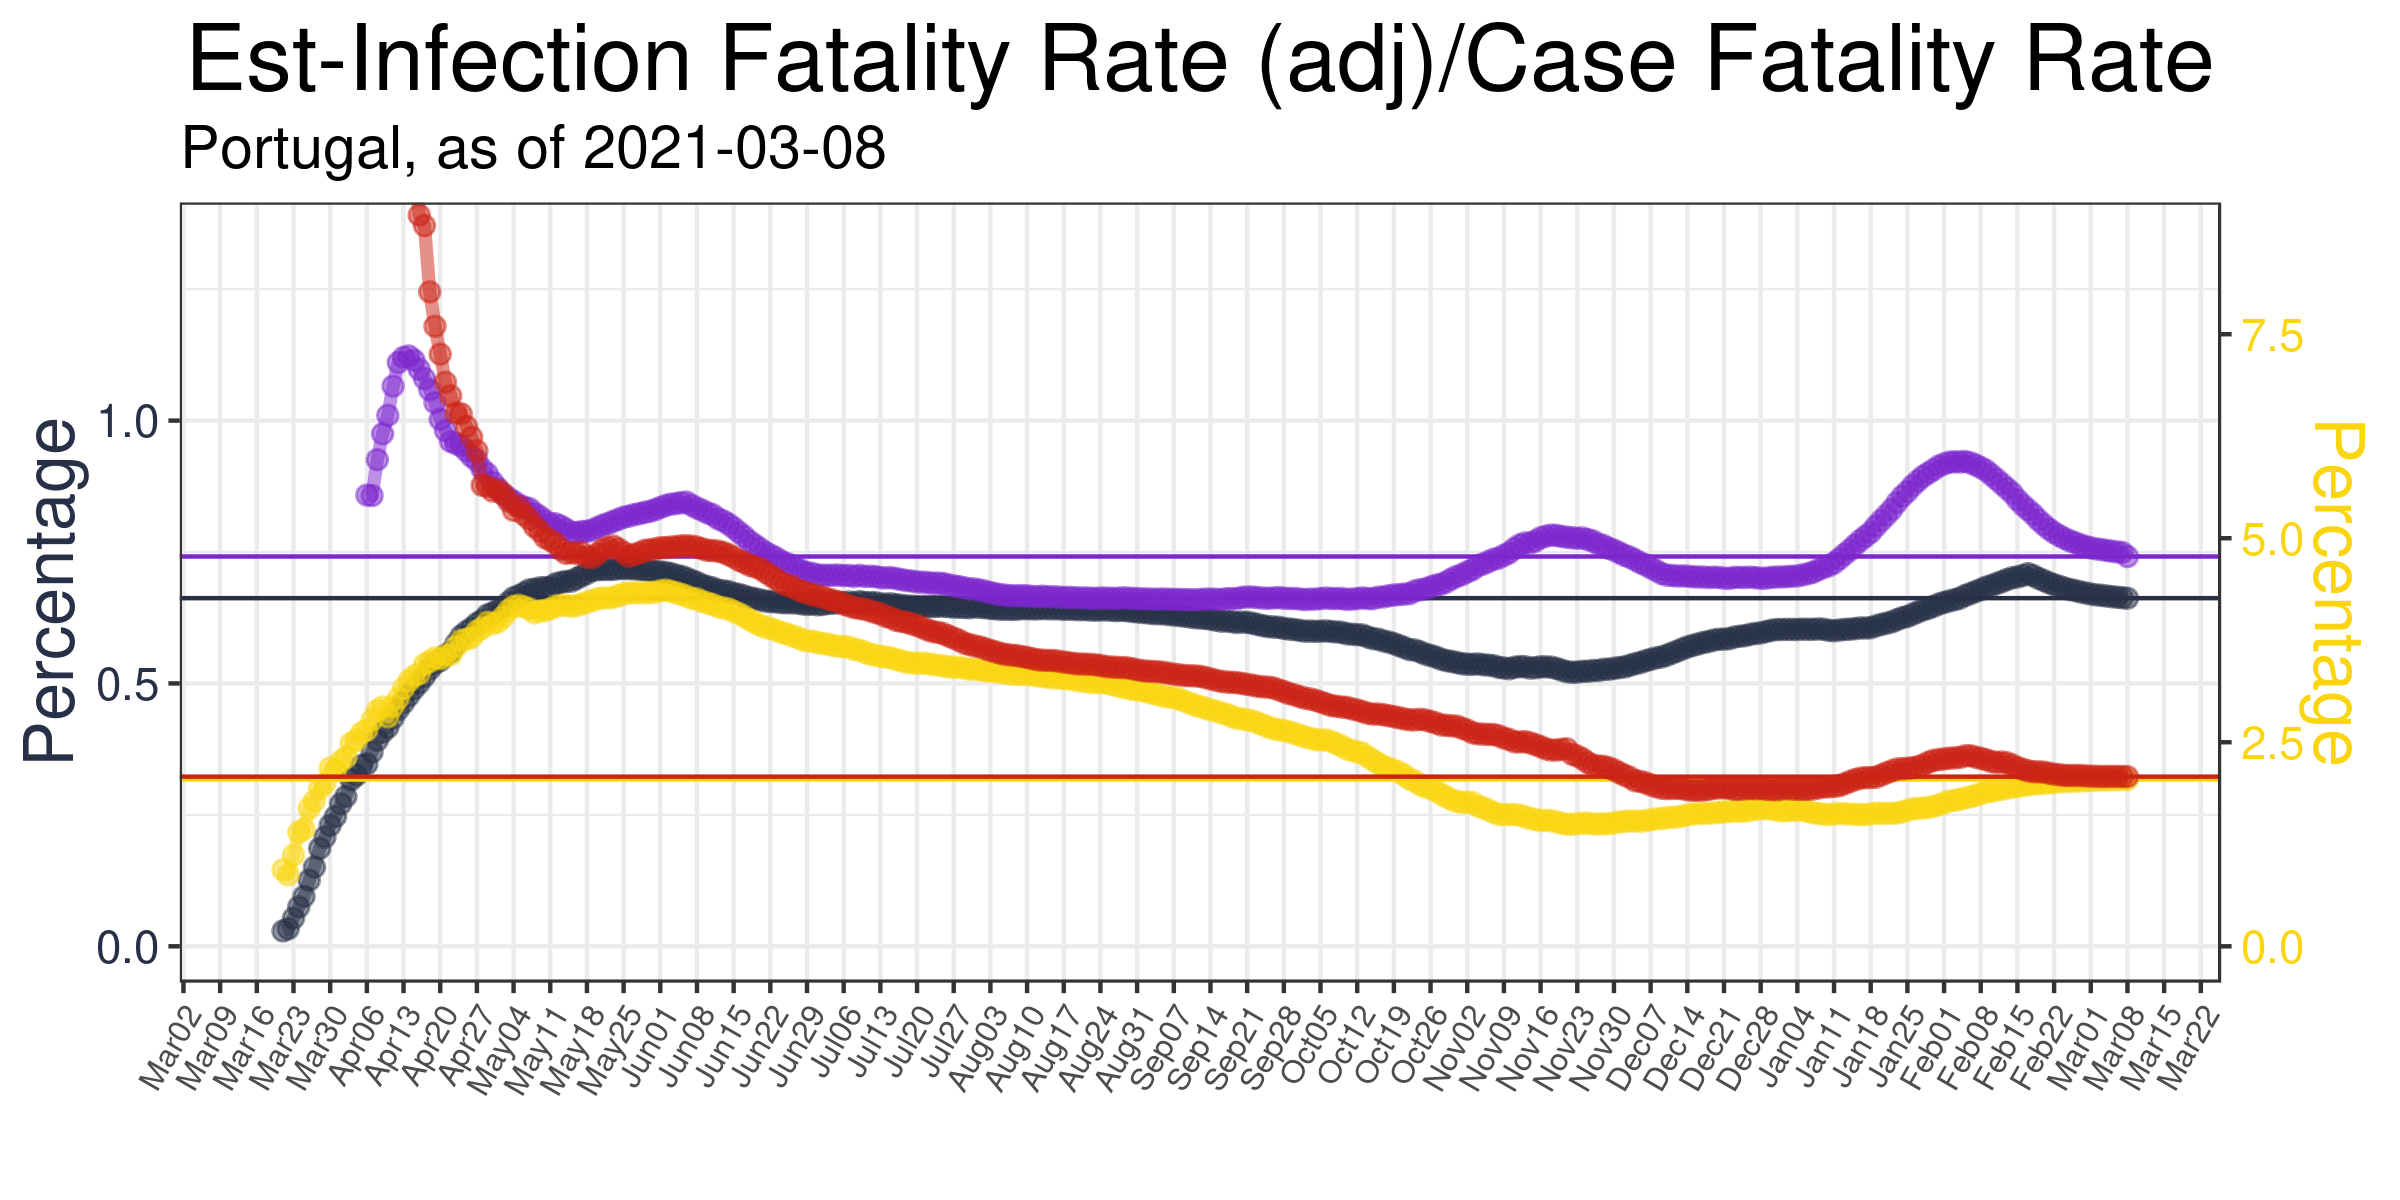 Est-Infection Fatality Rate (adj)/Case Fatality Rate
Portugal, as of 2021-03-08
Percentage
1.0
0.5
0.0
7.5
5.0
2.5
0.0
Percentage
Mar02 Mar09 Mar16 Mar23 Mar30 Apr06 Apr13 Apr20 Apr27 May04 May11 May18 May25 Jun01 Jun08 Jun15 Jun22 Jun29 Jul06 Jul13 Jul20 Jul27 Aug03 Aug10 Aug17 Aug24 Aug31 Sep07 Sep14 Sep21 Sep28 Oct05 Oct12 Oct19 Oct26 Nov02 Nov09 Nov16 Nov23 Nov30 Dec07 Dec14 Dec21 Dec28 Jan04 Jan11 Jan18 Jan25 Feb01 Feb08 Feb15 Feb22 Mar01 Mar08 Mar15 Mar22